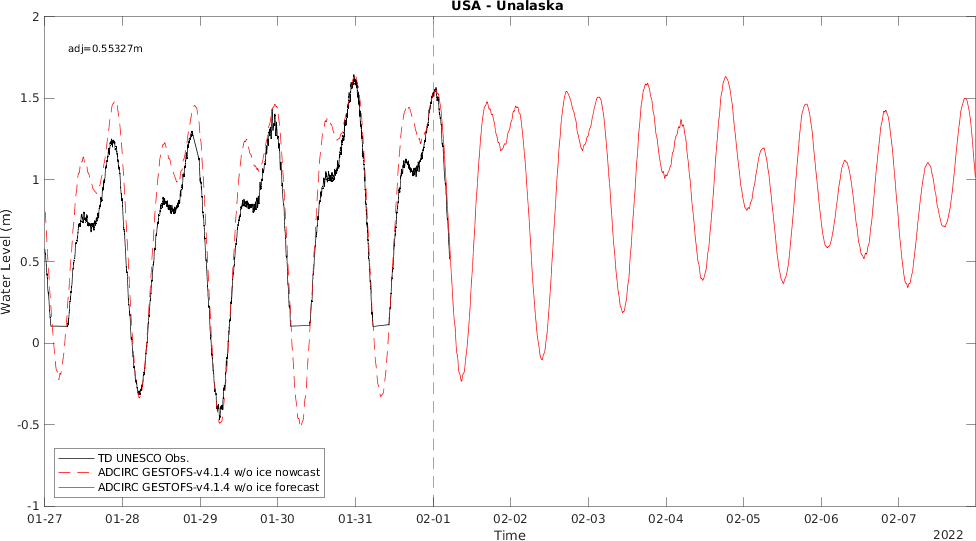 USA - Unalaska
adj=0.55327m
Water Level (m)
2
1.5
1
0.5
0
-0.5
-1
TD UNESCO Obs.
ADCIRC GESTOFS-v4.1.4 w/o ice nowcast
ADCIRC GESTOFS-v4.1.4 w/o ice forecast
01-27 01-28 01-29 01-30 01-31 02-01 02-02 02-03 02-04 02-05 02-06 02-07
Time
2022